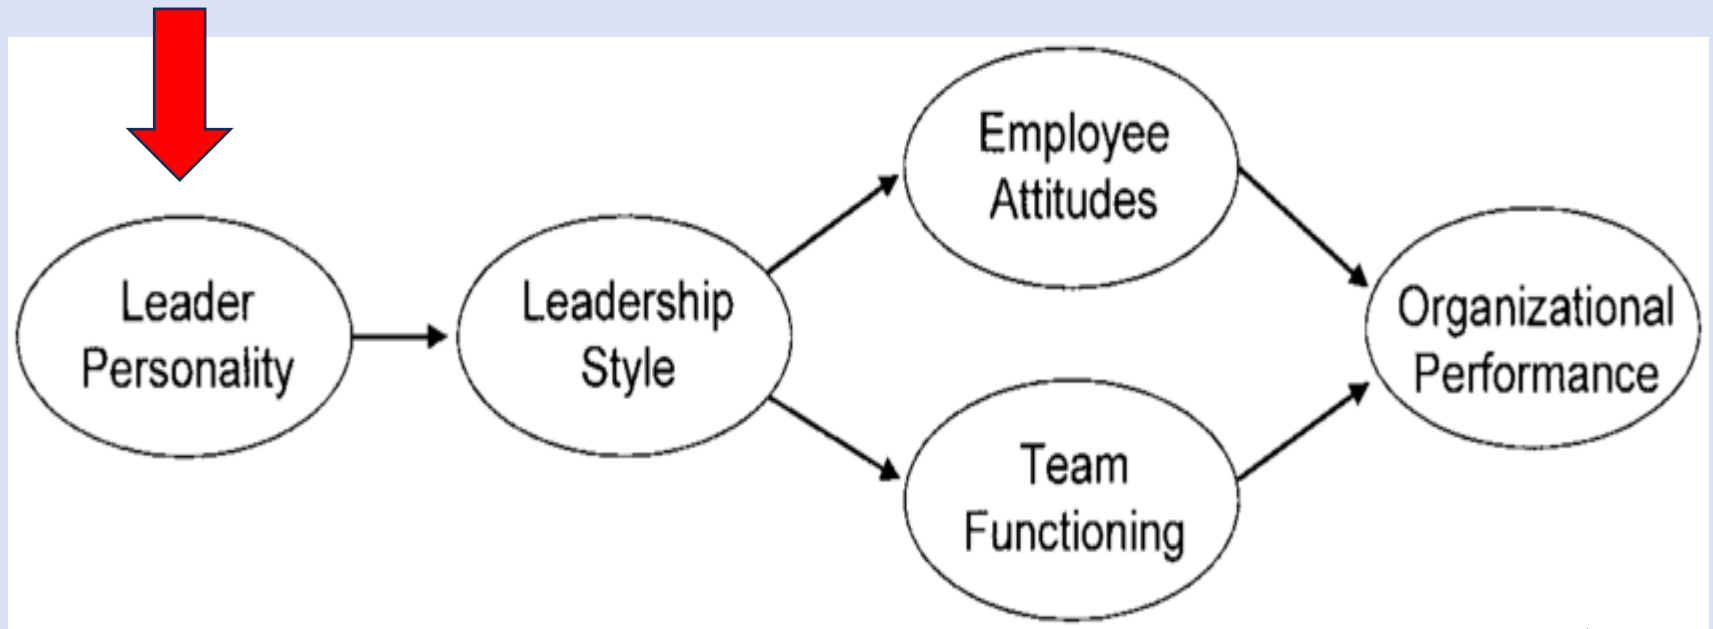 Leader
Personality
Leadership
Style
Employee
Attitudes
Team
Functioning
Organizational
Performance